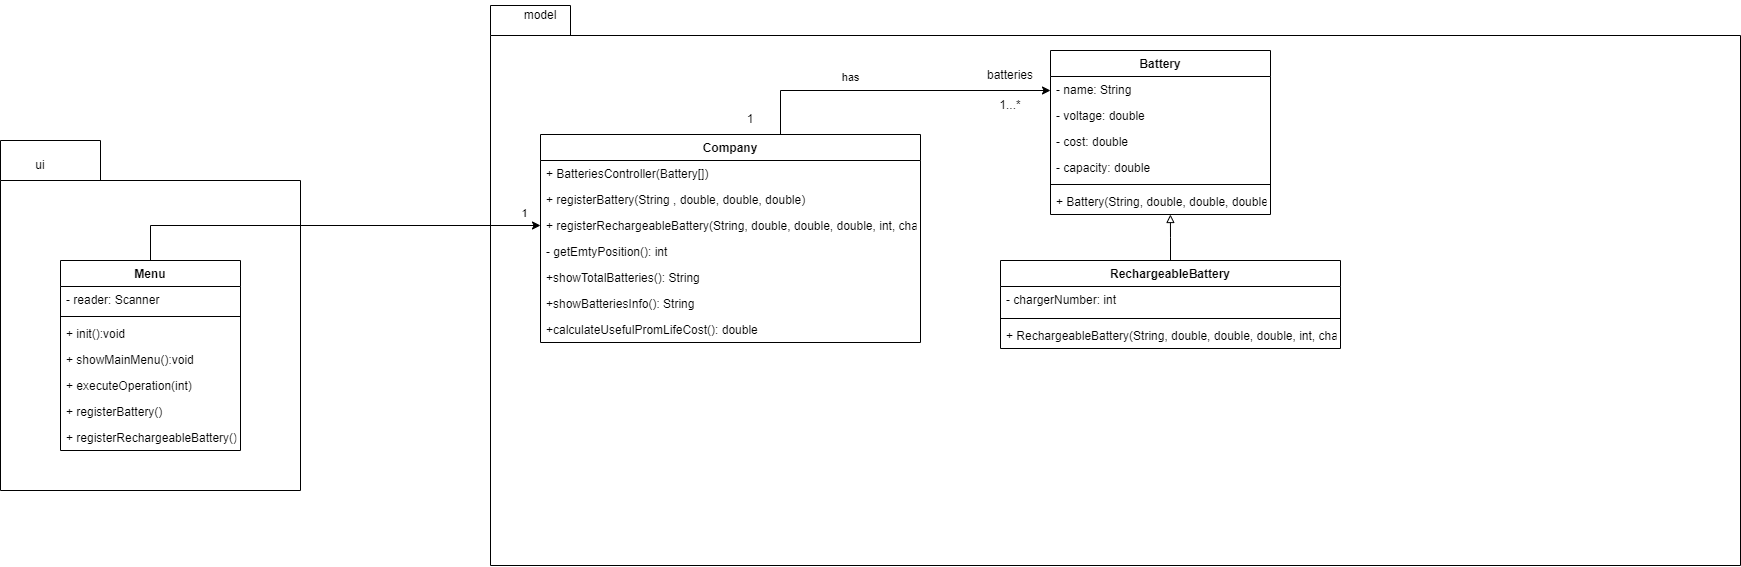 model
has
batteries
1
1...*
Battery
- name: String
- voltage: double
- cost: double
- capacity: double
+ Battery(String, double, double, double
ui
Company
+ BatteriesController(Battery[])
+ registerBattery(String , double, double, double)
+ registerRechargeableBattery(String, double, double, double, int, cha
- getEmtyPosition(): int
+showTotalBatteries(): String
+showBatteriesInfo(): String
+calculateUsefulPromLifeCost(): double
1
Menu
- reader: Scanner
+ init():void
+ showMainMenu():void
+ executeOperation(int)
+ registerBattery()
+ registerRechargeableBattery()
RechargeableBattery
- chargerNumber: int
+ RechargeableBattery(String, double, double, double, int, cha